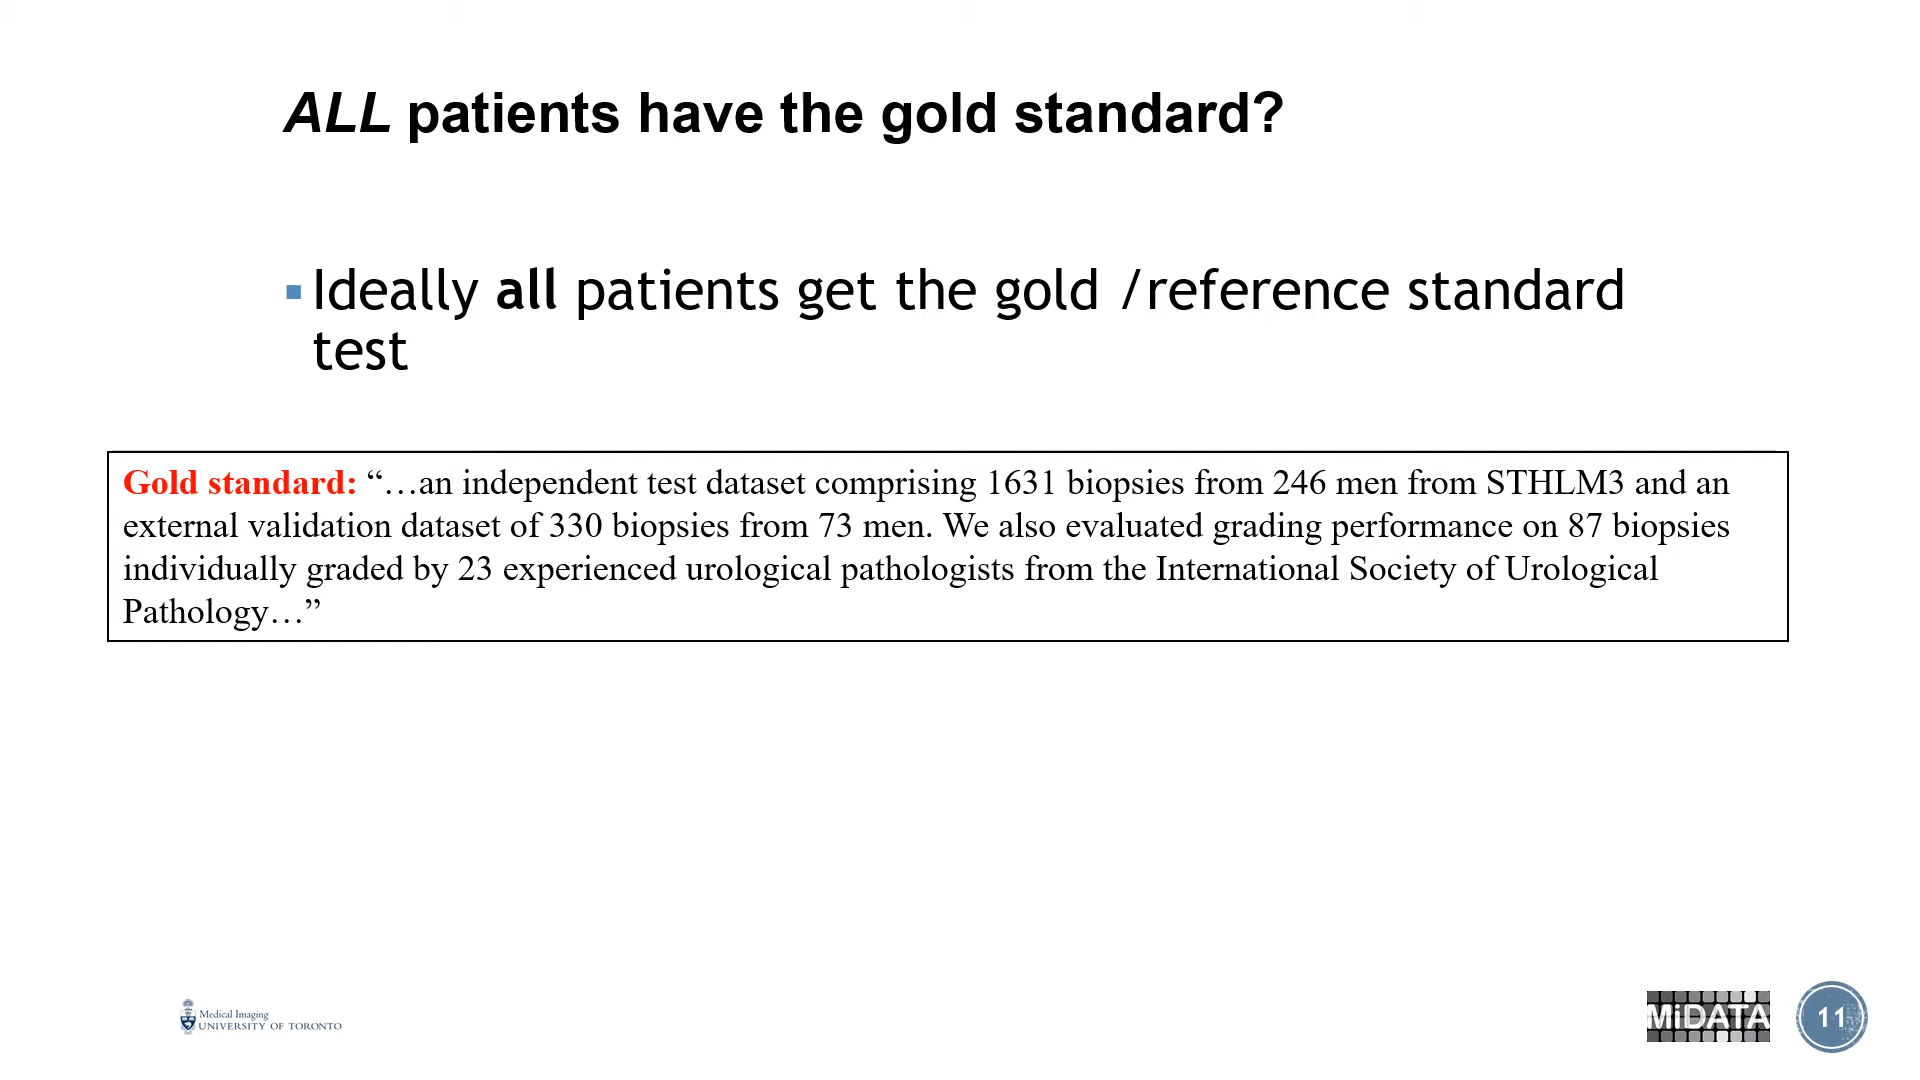 ALL patients have the gold standard?
▪ Ideally all patients get the gold /reference standard
test
Gold standard: “…an independent test dataset comprising 1631 biopsies from 246 men from STHLM3 and an
external validation dataset of 330 biopsies from 73 men. We also evaluated grading performance on 87 biopsies
individually graded by 23 experienced urological pathologists from the International Society of Urological
Pathology…”
Medical Imaging
UNIVERSITY OF TORONTO
MiDATA
11